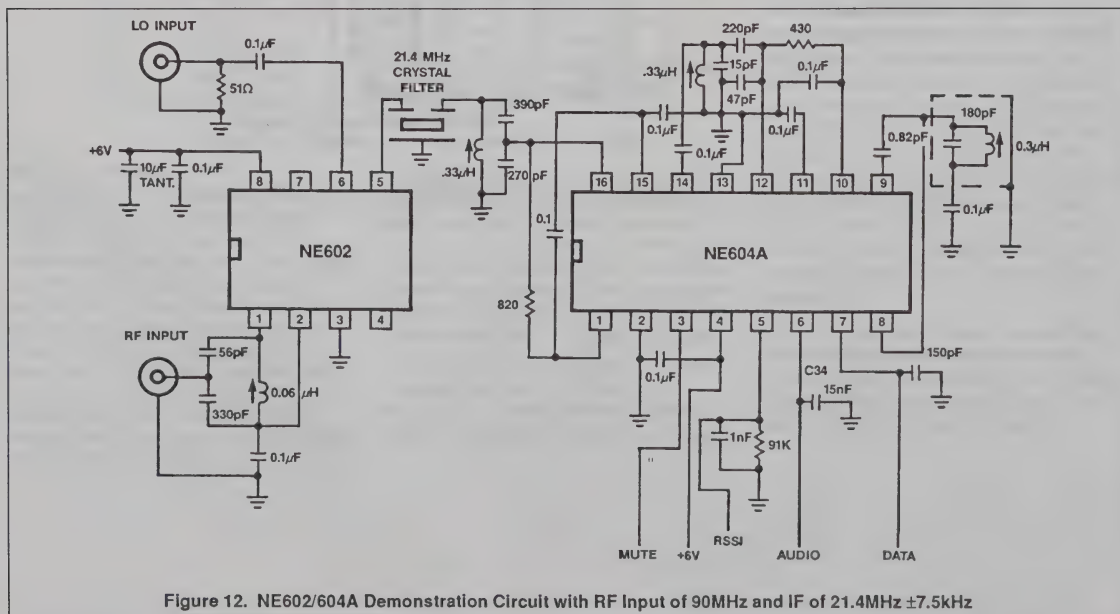 LO INPUT
0.1µF
51Ω
21.4 MHz
CRYSTAL
FILTER
390pF
.33µH
270 pF
+6V
10µF
TANT.
0.1µF
8
7
6
5
NE602
1
2
3
4
RF INPUT
56pF
0.06 µH
330pF
0.1µF
220pF
430
15pF
.33µH
47pF
0.1µF
0.1µF
0.1µF
0.1µF
180pF
0.82pF
0.3µH
0.1µF
16
15
14
13
12
11
10
9
0.1
NE604A
820
1
2
3
4
5
6
7
8
0.1µF
150pF
C34
15nF
1nF
91K
MUTE
+6V
RSSI
AUDIO
DATA
Figure 12. NE602/604A Demonstration Circuit with RF Input of 90MHz and IF of 21.4MHz ±7.5kHz